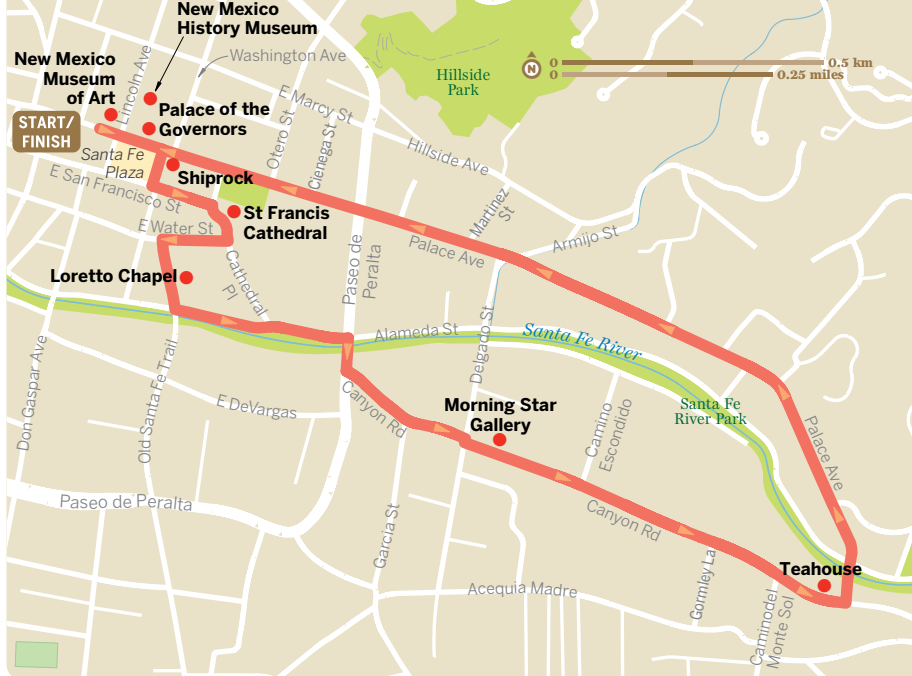 New Mexico
History Museum
New Mexico
Museum
of Art
Lincoln Ave
Washington Ave
Palace of the
Governors
START/
FINISH
Santa Fe
Plaza
Shiprock
E Marcy St
Otero St
Cienega St
Hillside
Park
N
0
0.5 km
0
0.25 miles
Hillside Ave
E San Francisco St
St Francis
Cathedral
E Water St
Martinez
St
Armijo St
Palace Ave
Paseo de
Peralta
Loretto Chapel
Cathedral
Pl
Alameda St
Delgado St
Santa Fe River
Don Gaspar Ave
Old Santa Fe Trail
E DeVargas
Canyon Rd
Morning Star
Gallery
Camino
Escondido
Santa Fe
River Park
Palace Ave
Paseo de Peralta
Garcia St
Canyon Rd
Acequia Madre
Gormley La
Teahouse
Caminodel
Monte Sol